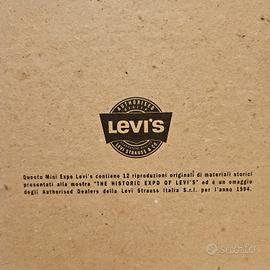 AUTHORISED
LEVI'S
LEVI STRAUSS & CO.
Questo Mini Expo Levi's contiene 12 riproduzioni originali di materiali storici
presentati alla mostra "THE HISTORIC EXPO OF LEVI'S" ed è un omaggio
degli Authorised Dealers della Levi Strauss Italia S.r.l. per l'anno 1994.
subito